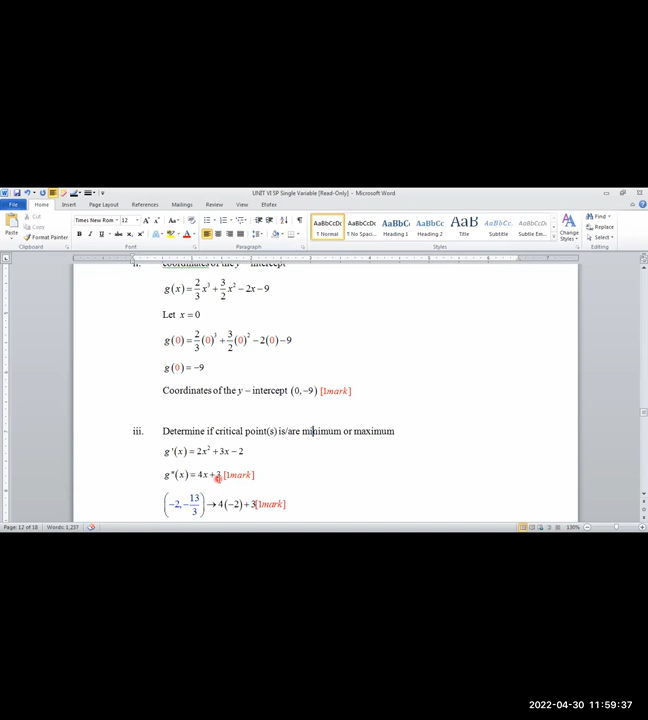 UNIT VI SP Single Variable [Read-Only] - Microsoft Word
File Home Insert Page Layout References Mailings Review View Efofex
Paste
Cut
Copy
Format Painter
Clipboard
Times New Rom 12
Font
Paragraph
AaBbCcDc ¶ Normal
AaBbCcDc ¶ No Spaci...
AaBbC Heading 1
AaBbCc Heading 2
AaB Title
AaBbCc. Subtitle
AaBbCcDc Subtle Em...
Change Styles
Styles
Find
Replace
Select
Editing
ii. coordinates of the y − intercept
g(x) = 2/3 x³ + 3/2 x² − 2x − 9
Let x = 0
g(0) = 2/3 (0)³ + 3/2 (0)² − 2(0) − 9
g(0) = −9
Coordinates of the y − intercept (0, −9) [1mark]
iii. Determine if critical point(s) is/are minimum or maximum
g'(x) = 2x² + 3x − 2
g"(x) = 4x + 3 [1mark]
(−2, −13/3) → 4(−2) + 3 [1mark]
Page: 12 of 18 Words: 1,237 130%
2022-04-30 11:59:37